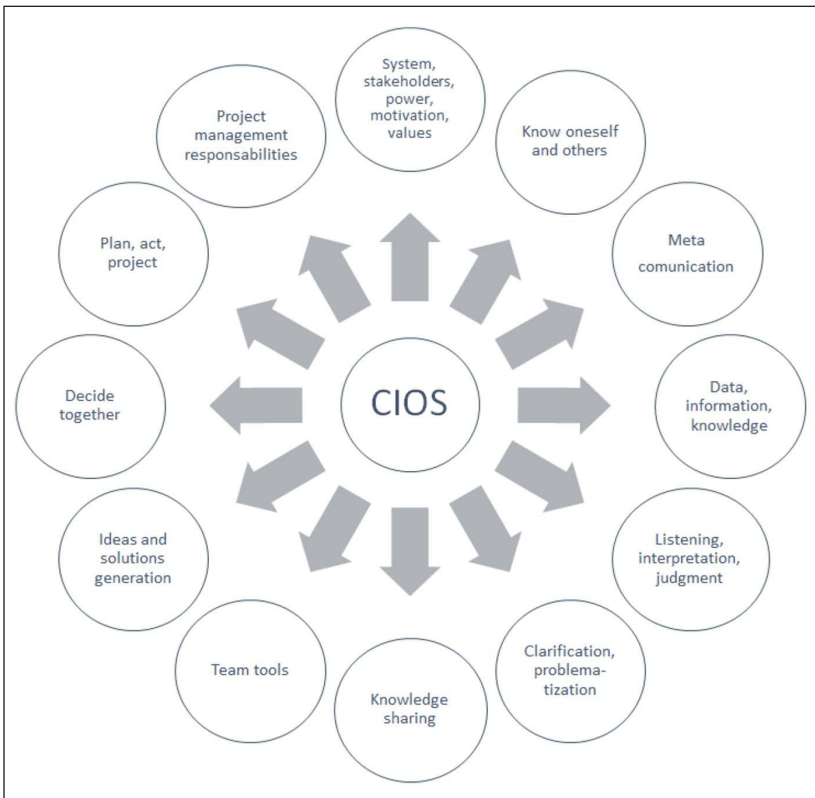 System,
stakeholders,
power,
motivation,
values
Know oneself
and others
Meta
comunication
Data,
information,
knowledge
Listening,
interpretation,
judgment
Clarification,
problema-
tization
Knowledge
sharing
Team tools
Ideas and
solutions
generation
Decide
together
Plan, act,
project
Project
management
responsabilities
CIOS